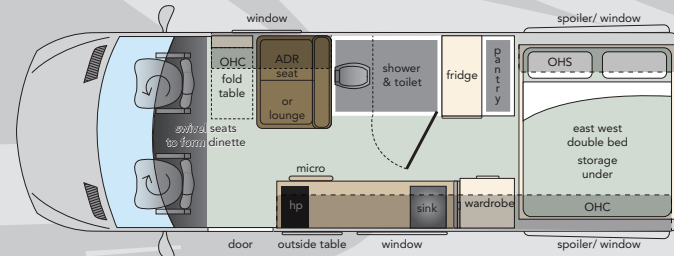 window
spoiler/ window
OHC
fold
table
ADR
seat
or
lounge
shower
& toilet
fridge
pantry
OHS
swivel seats
to form dinette
east west
double bed
storage
under
micro
hp
sink
wardrobe
OHC
door
outside table
window
spoiler/ window